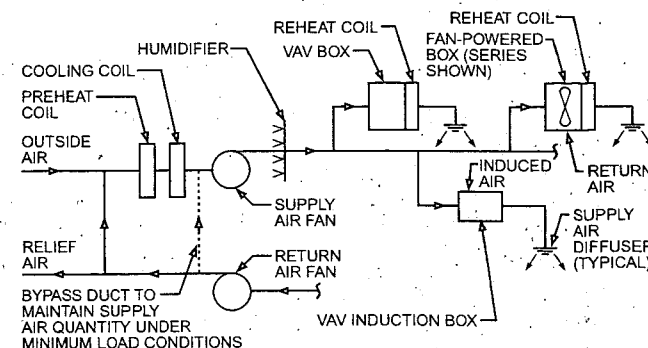 HUMIDIFIER
REHEAT COIL
VAV BOX
REHEAT COIL
FAN-POWERED
BOX (SERIES
SHOWN)
COOLING COIL
PREHEAT
COIL
OUTSIDE
AIR
SUPPLY
AIR FAN
INDUCED
AIR
RETURN
AIR
RELIEF
AIR
RETURN
AIR FAN
SUPPLY
AIR
DIFFUSER
(TYPICAL)
BYPASS DUCT TO
MAINTAIN SUPPLY
AIR QUANTITY UNDER
MINIMUM LOAD CONDITIONS
VAV INDUCTION BOX